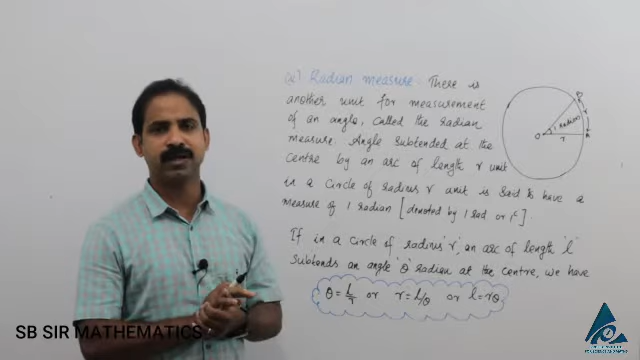 (ii) Radian measure : There is
another unit for measurement
of an angle, Called the radian
measure. Angle subtended at the
Centre by an arc of length r unit
in a Circle of radius r unit is Said to have a
measure of 1 radian [denoted by 1 rad or 1ᶜ].
If in a Circle of radius 'r', an arc of length 'l'
Subtends an angle 'θ' radian at the Centre, we have
θ = l/r or r = l/θ or l = rθ
O
1 radian
r
r
SB SIR MATHEMATICS